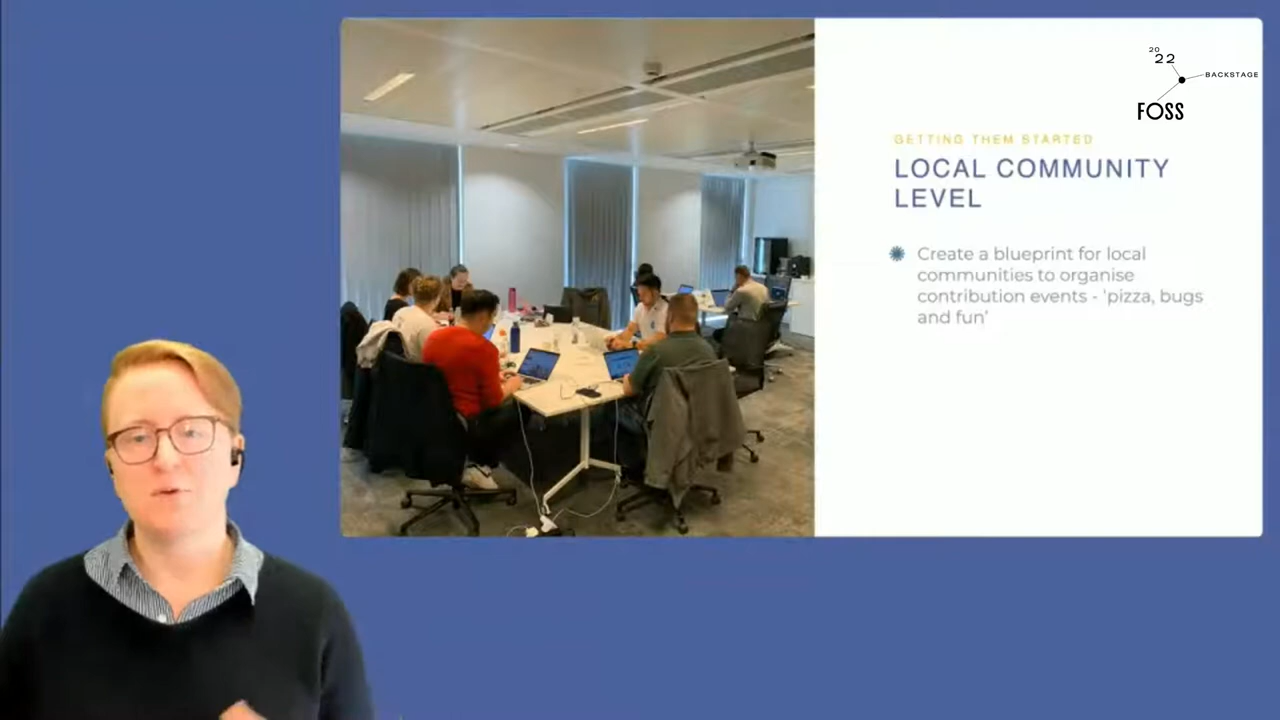 20
22
BACKSTAGE
FOSS
GETTING THEM STARTED
LOCAL COMMUNITY
LEVEL
Create a blueprint for local
communities to organise
contribution events - 'pizza, bugs
and fun'